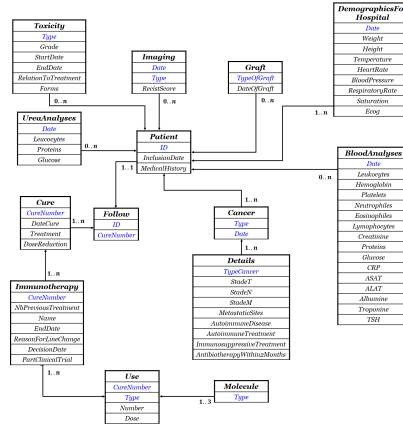 Toxicity
Type
Grade
StartDate
EndDate
RelationToTreatment
Forms
0..n
Imaging
Date
Type
RecistScore
0..n
Graft
TypeOfGraft
DateOfGraft
0..n
DemographicsFo
Hospital
Date
Weight
Height
Temperature
HeartRate
BloodPressure
RespiratoryRate
Saturation
Ecog
1..n
UreaAnalyses
Date
Leucocytes
Proteins
Glucose
0..n
Patient
ID
InclusionDate
MedicalHistory
1..1
BloodAnalyses
Date
Leukocytes
Hemoglobin
Platelets
Neutrophiles
Eosinophiles
Lymophocytes
Creatinine
Proteins
Glucose
CRP
ASAT
ALAT
Albumine
Troponine
TSH
0..n
Cure
CureNumber
DateCure
Treatment
DoseReduction
1..n
Follow
ID
CureNumber
Cancer
Type
Date
1..n
Details
TypeCancer
StadeT
StadeN
StadeM
MetastaticSites
AutoimmuneDisease
AutoimmuneTreatment
ImmunosuppressiveTreatment
AntibiotherapyWithin2Months
1..n
Immunotherapy
CureNumber
NbPreviousTreatment
Name
EndDate
ReasonForLineChange
DecisionDate
PartClinicalTrial
1..n
1..n
Use
CureNumber
Type
Number
Dose
Molecule
Type
1..3